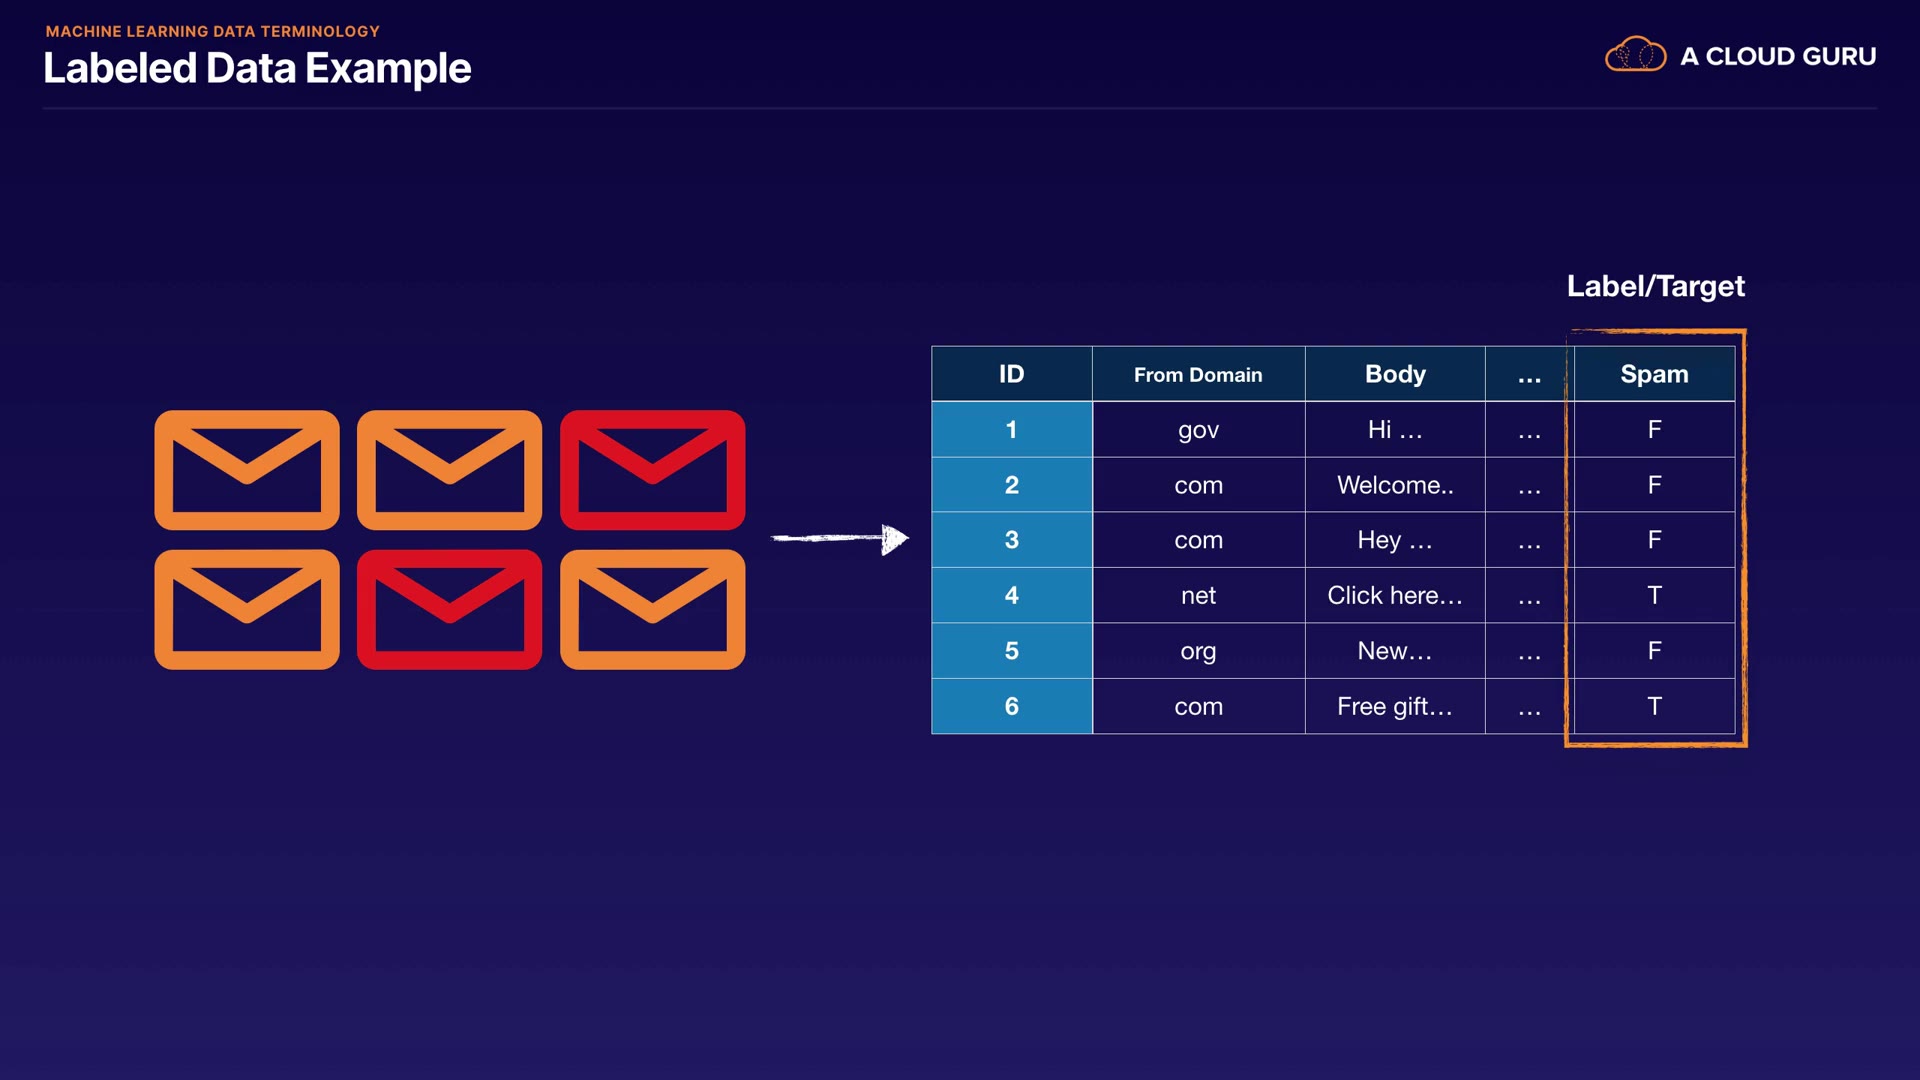 MACHINE LEARNING DATA TERMINOLOGY
Labeled Data Example
A CLOUD GURU
Label/Target
ID From Domain Body ... Spam
1 gov Hi ... ... F
2 com Welcome.. ... F
3 com Hey ... ... F
4 net Click here... ... T
5 org New... ... F
6 com Free gift... ... T